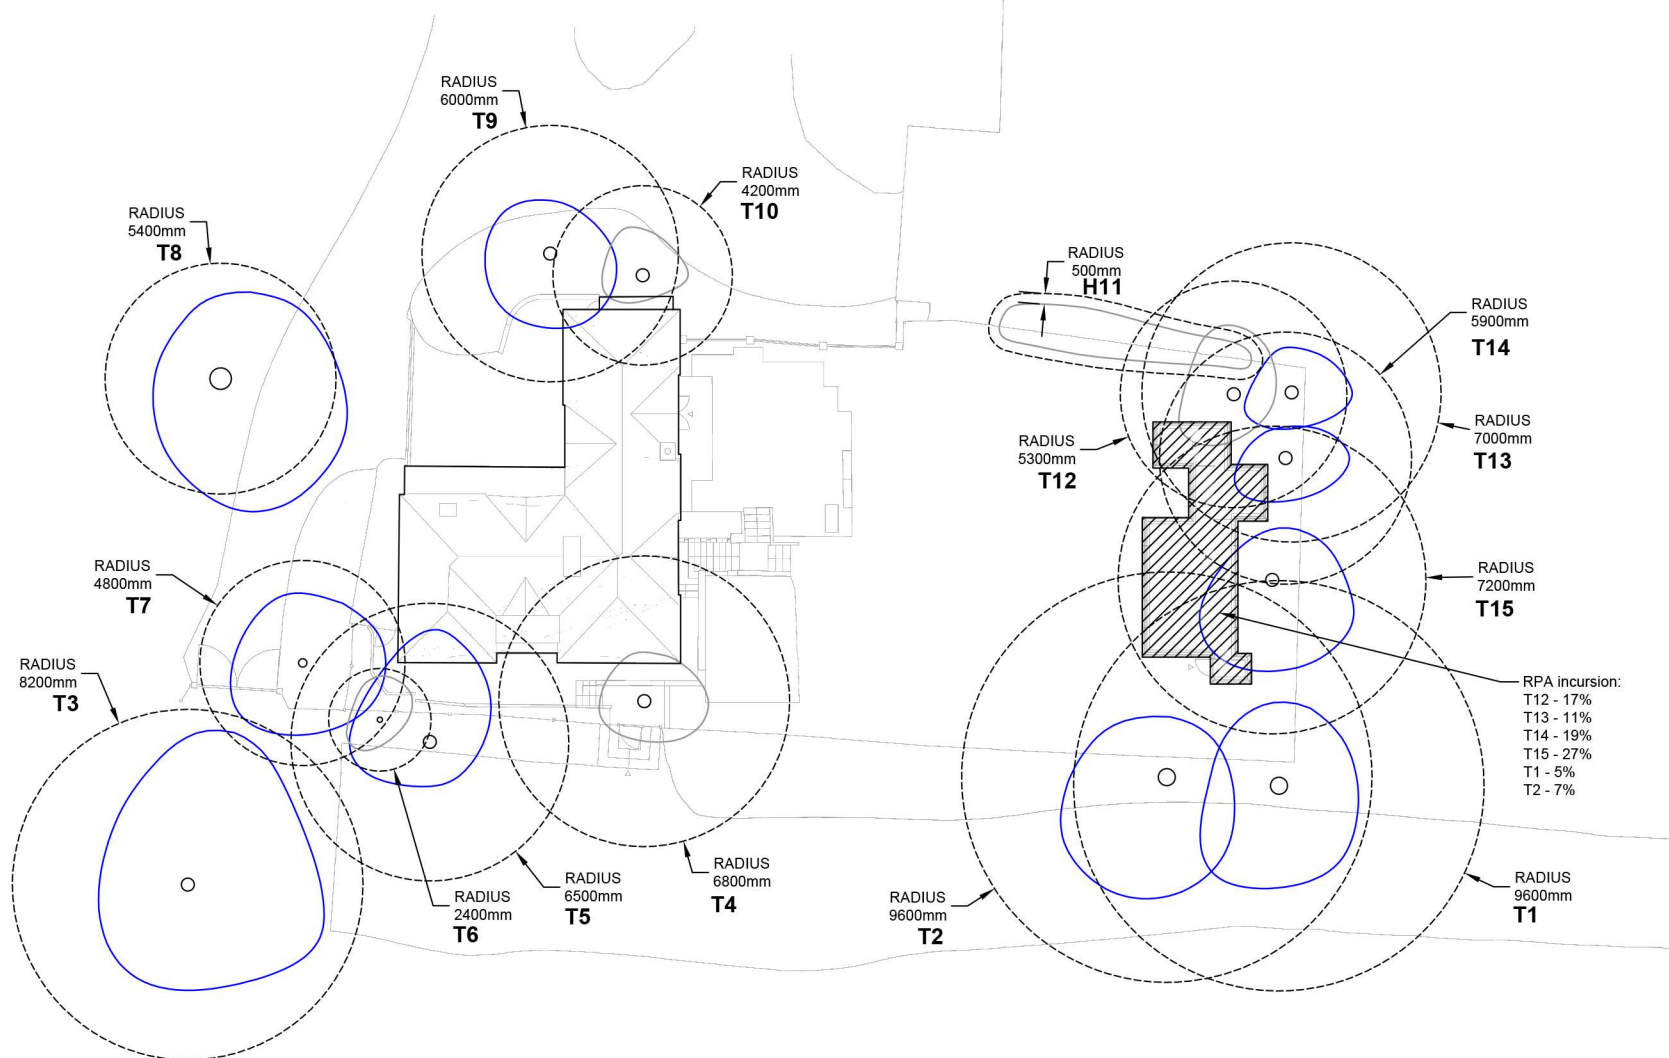 RADIUS
6000mm
T9
RADIUS
4200mm
T10
RADIUS
5400mm
T8
RADIUS
500mm
H11
RADIUS
5900mm
T14
RADIUS
7000mm
T13
RADIUS
5300mm
T12
RADIUS
4800mm
T7
RADIUS
7200mm
T15
RADIUS
8200mm
T3
RPA incursion:
T12 - 17%
T13 - 11%
T14 - 19%
T15 - 27%
T1 - 5%
T2 - 7%
RADIUS
6800mm
T4
RADIUS
6500mm
T5
RADIUS
2400mm
T6
RADIUS
9600mm
T2
RADIUS
9600mm
T1